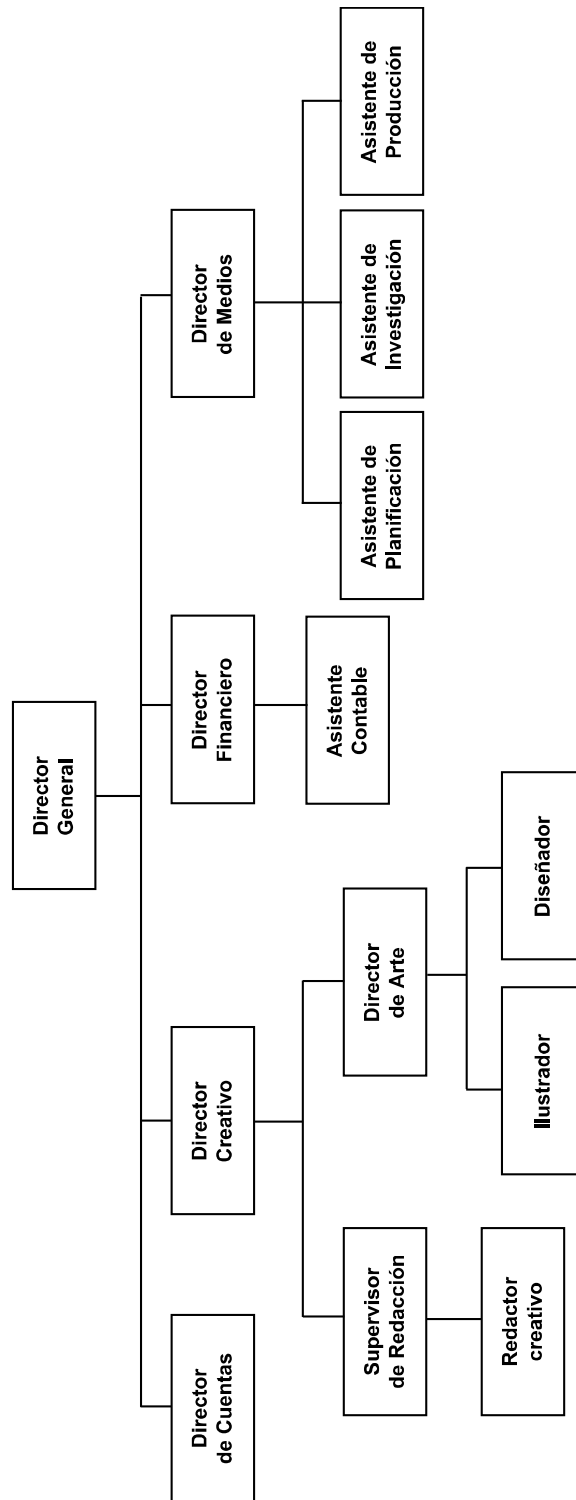 Director
General
Director
de Cuentas
Director
Creativo
Director
Financiero
Director
de Medios
Supervisor
de Redacción
Director
de Arte
Asistente
Contable
Asistente de
Planificación
Asistente de
Investigación
Asistente de
Producción
Redactor
creativo
Ilustrador
Diseñador